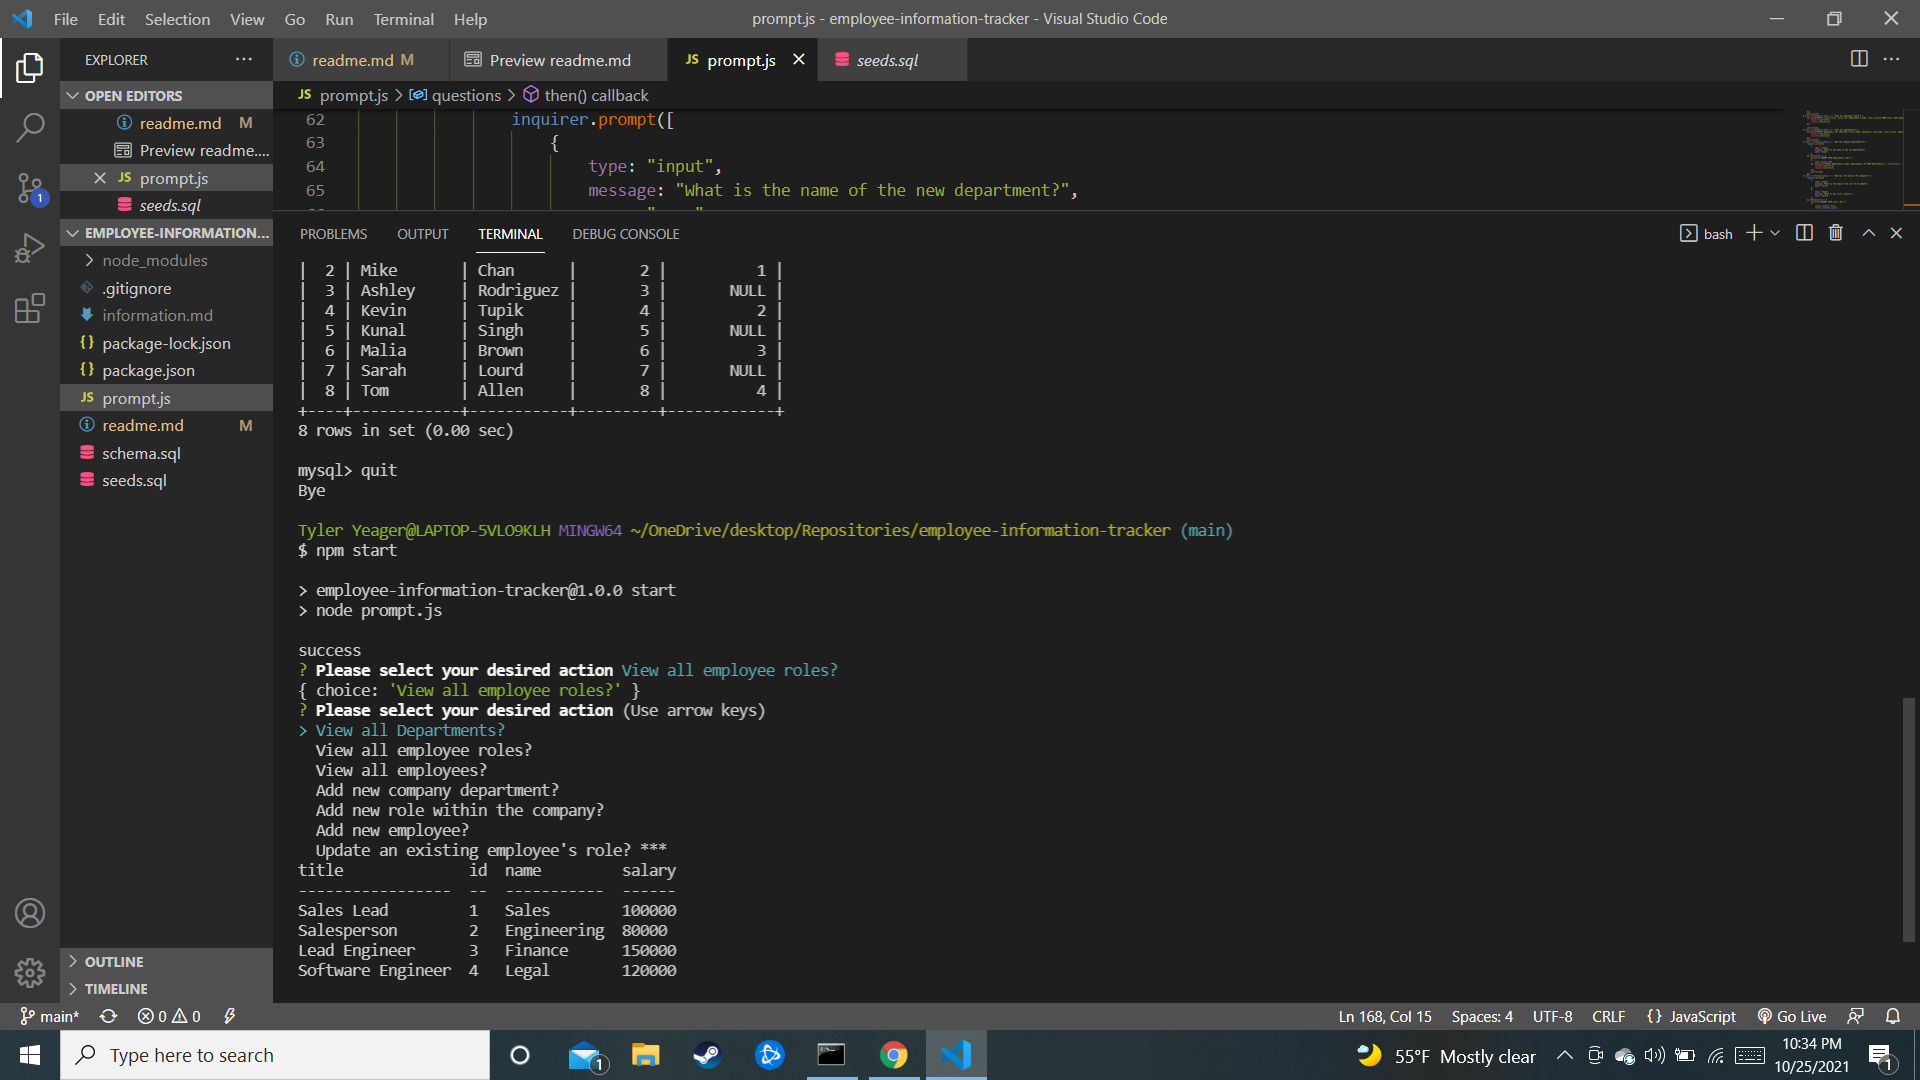 File Edit Selection View Go Run Terminal Help
prompt.js - employee-information-tracker - Visual Studio Code
EXPLORER
readme.md M
Preview readme.md
JS prompt.js
seeds.sql
OPEN EDITORS
readme.md M
Preview readme....
JS prompt.js
seeds.sql
1
EMPLOYEE-INFORMATION...
node_modules
.gitignore
information.md
{} package-lock.json
{} package.json
JS prompt.js
readme.md M
schema.sql
seeds.sql
OUTLINE
TIMELINE
JS prompt.js > questions > then() callback
62 inquirer.prompt([
63 {
64 type: "input",
65 message: "What is the name of the new department?",
PROBLEMS OUTPUT TERMINAL DEBUG CONSOLE
bash
| 2 | Mike | Chan | 2 | 1 |
| 3 | Ashley | Rodriguez | 3 | NULL |
| 4 | Kevin | Tupik | 4 | 2 |
| 5 | Kunal | Singh | 5 | NULL |
| 6 | Malia | Brown | 6 | 3 |
| 7 | Sarah | Lourd | 7 | NULL |
| 8 | Tom | Allen | 8 | 4 |
+----+------------+-----------+---------+------------+
8 rows in set (0.00 sec)
mysql> quit
Bye
Tyler Yeager@LAPTOP-5VLO9KLH MINGW64 ~/OneDrive/desktop/Repositories/employee-information-tracker (main)
$ npm start
> employee-information-tracker@1.0.0 start
> node prompt.js
success
? Please select your desired action View all employee roles?
{ choice: 'View all employee roles?' }
? Please select your desired action (Use arrow keys)
> View all Departments?
View all employee roles?
View all employees?
Add new company department?
Add new role within the company?
Add new employee?
Update an existing employee's role? ***
title id name salary
----------------- -- ----------- ------
Sales Lead 1 Sales 100000
Salesperson 2 Engineering 80000
Lead Engineer 3 Finance 150000
Software Engineer 4 Legal 120000
main* 0 0
Ln 168, Col 15 Spaces: 4 UTF-8 CRLF {} JavaScript Go Live
Type here to search
1
55°F Mostly clear
10:34 PM
10/25/2021
1